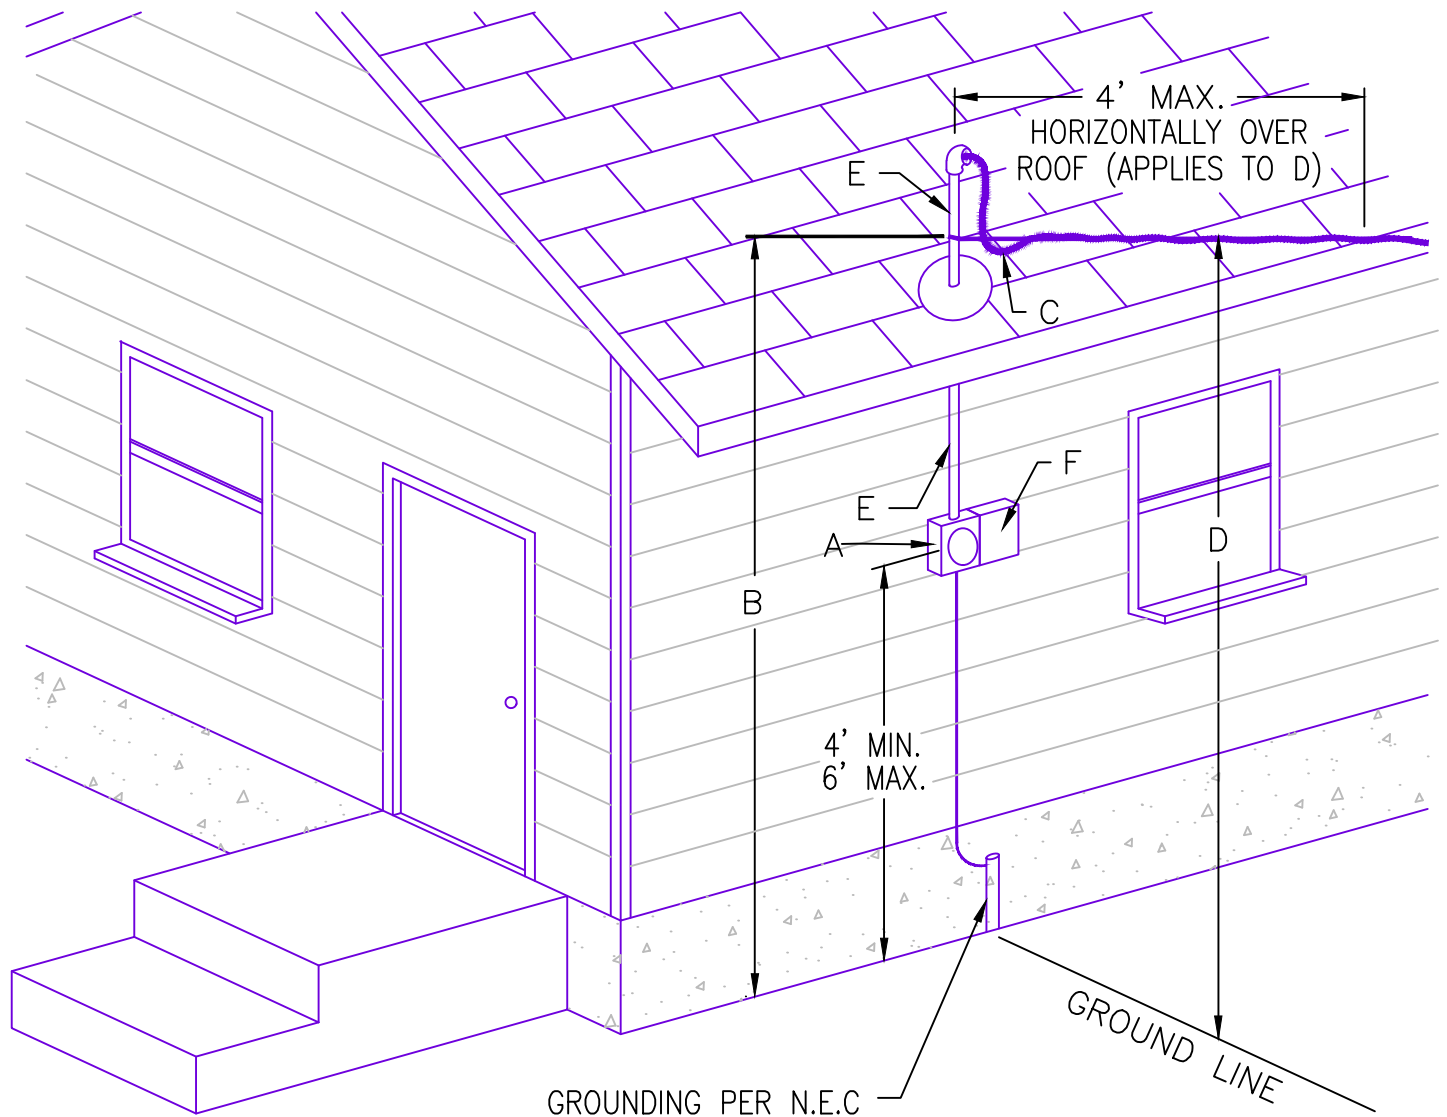 4' MAX.
HORIZONTALLY OVER
ROOF (APPLIES TO D)
E
C
F
E
A
D
B
4' MIN.
6' MAX.
GROUND LINE
GROUNDING PER N.E.C